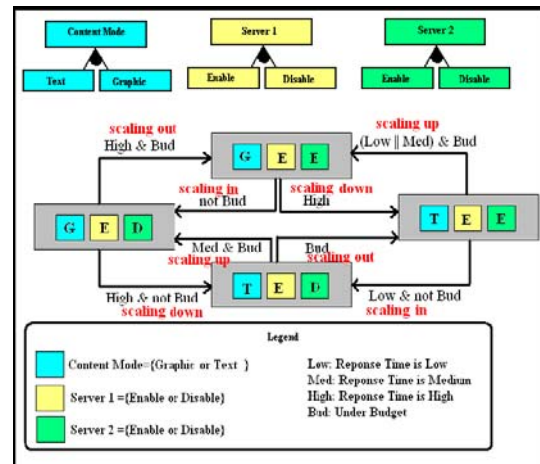 Content Mode
Server 1
Server 2
Text
Graphic
Enable
Disable
Enable
Disable
scaling out
High & Bud
scaling up
(Low || Med) & Bud
G E E
scaling in
not Bud
scaling down
High
G E D
T E E
Med & Bud
scaling up
Bud
scaling out
T E D
High & not Bud
scaling down
Low & not Bud
scaling in
Legend
Content Mode={Graphic or Text }
Server 1 ={Enable or Disable}
Server 2 ={Enable or Disable}
Low: Reponse Time is Low
Med: Reponse Time is Medium
High: Reponse Time is High
Bud: Under Budget